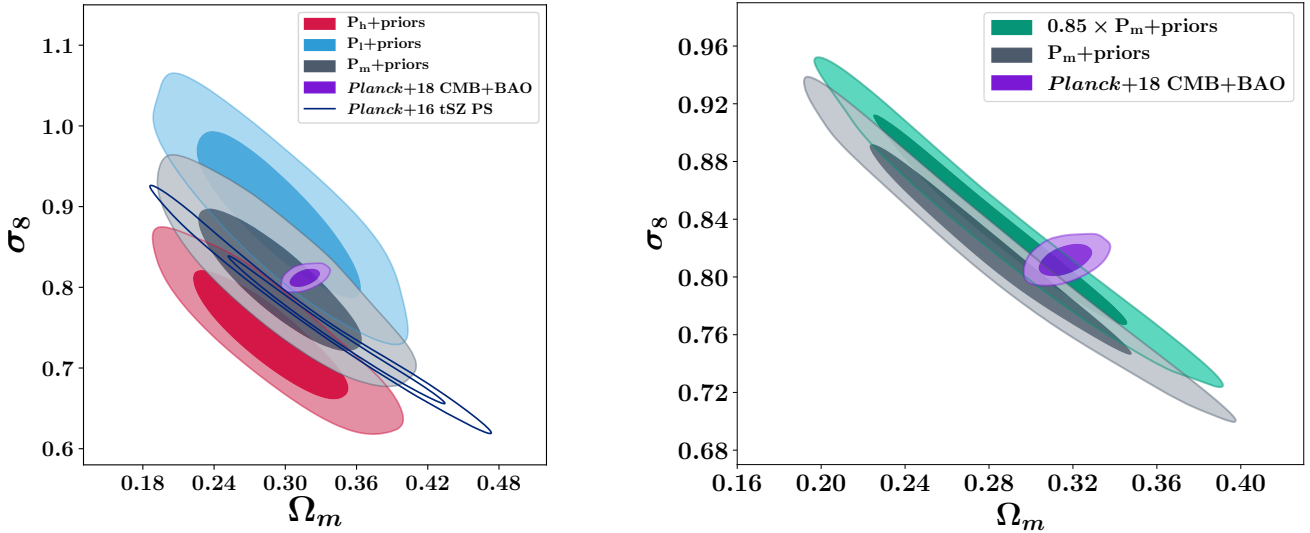 1.1
1.0
0.9
0.8
0.7
0.6
σ₈
0.18 0.24 0.30 0.36 0.42 0.48
Ωₘ
Pₕ+priors
Pₗ+priors
Pₘ+priors
Planck+18 CMB+BAO
Planck+16 tSZ PS
0.96
0.92
0.88
0.84
0.80
0.76
0.72
0.68
σ₈
0.16 0.20 0.24 0.28 0.32 0.36 0.40
Ωₘ
0.85 × Pₘ+priors
Pₘ+priors
Planck+18 CMB+BAO